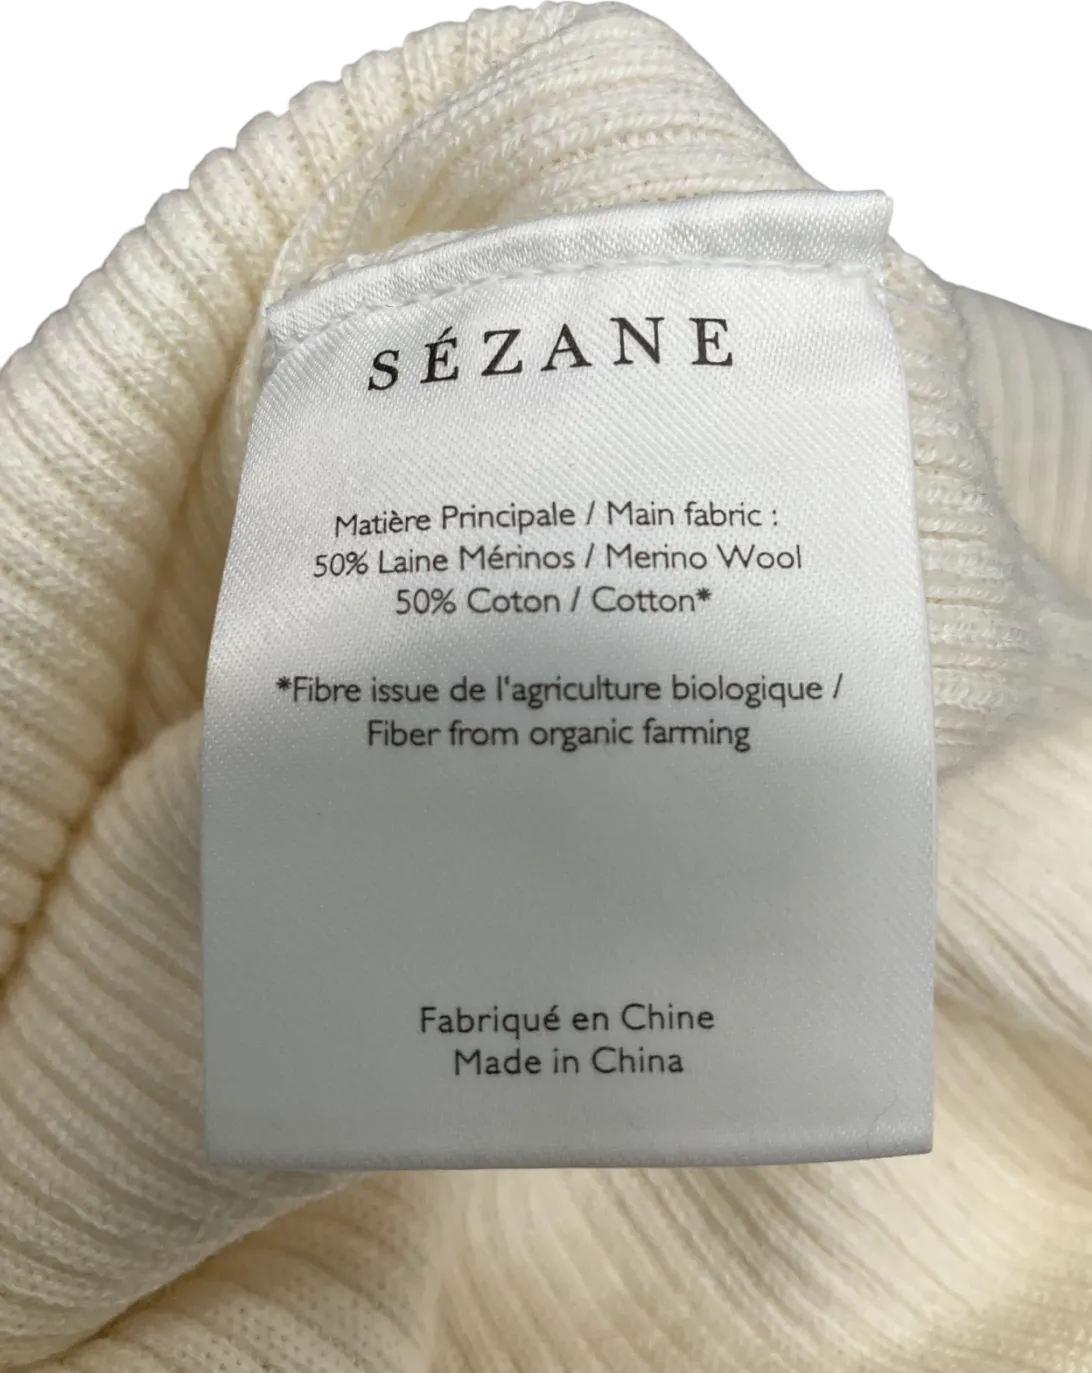 SÉZANE
Matière Principale / Main fabric :
50% Laine Mérinos / Merino Wool
50% Coton / Cotton*
*Fibre issue de l'agriculture biologique /
Fiber from organic farming
Fabriqué en Chine
Made in China